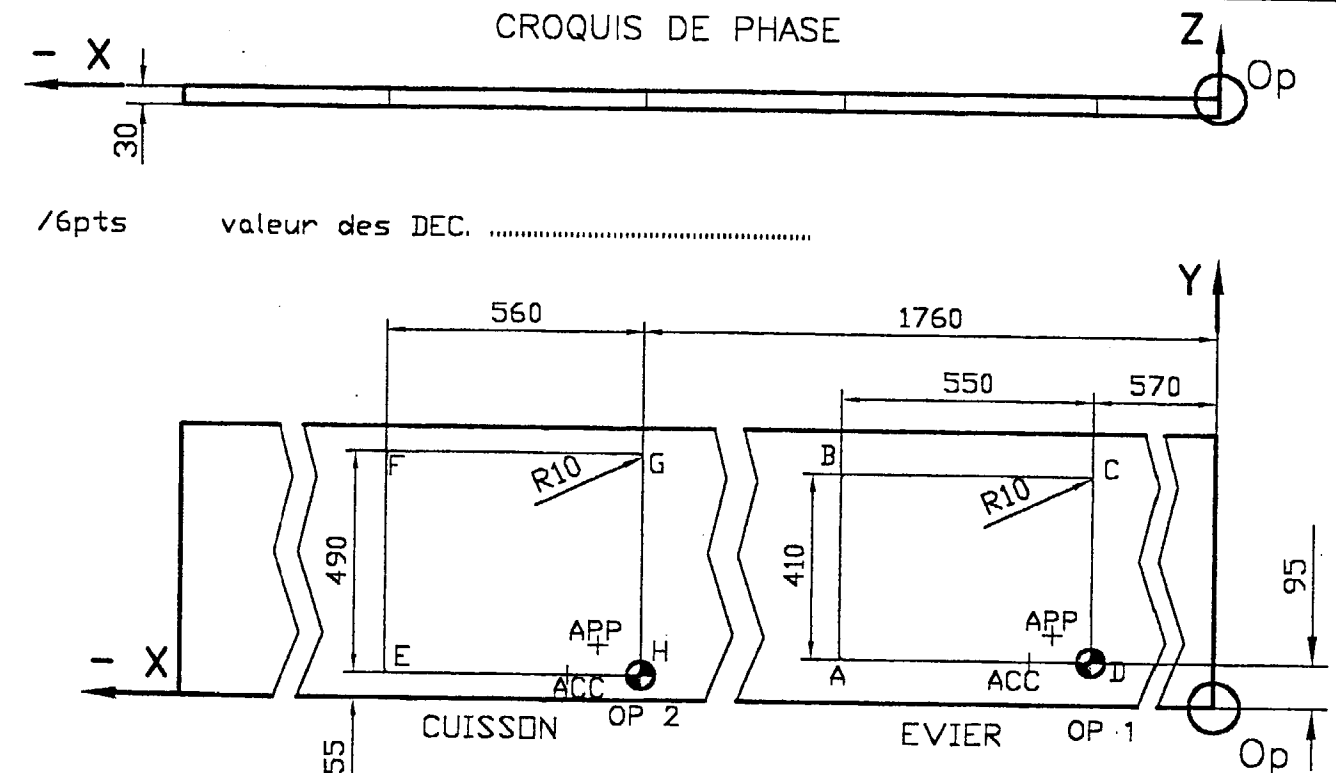 CROQUIS DE PHASE
Z
- X
Op
30
/6pts valeur des DEC. ........................................
Y
560
1760
550
570
F
G
R10
B
C
R10
490
410
95
APP
H
APP
E
- X
ACC
A
ACC
D
OP 2
CUISSON
EVIER
OP 1
55
Op